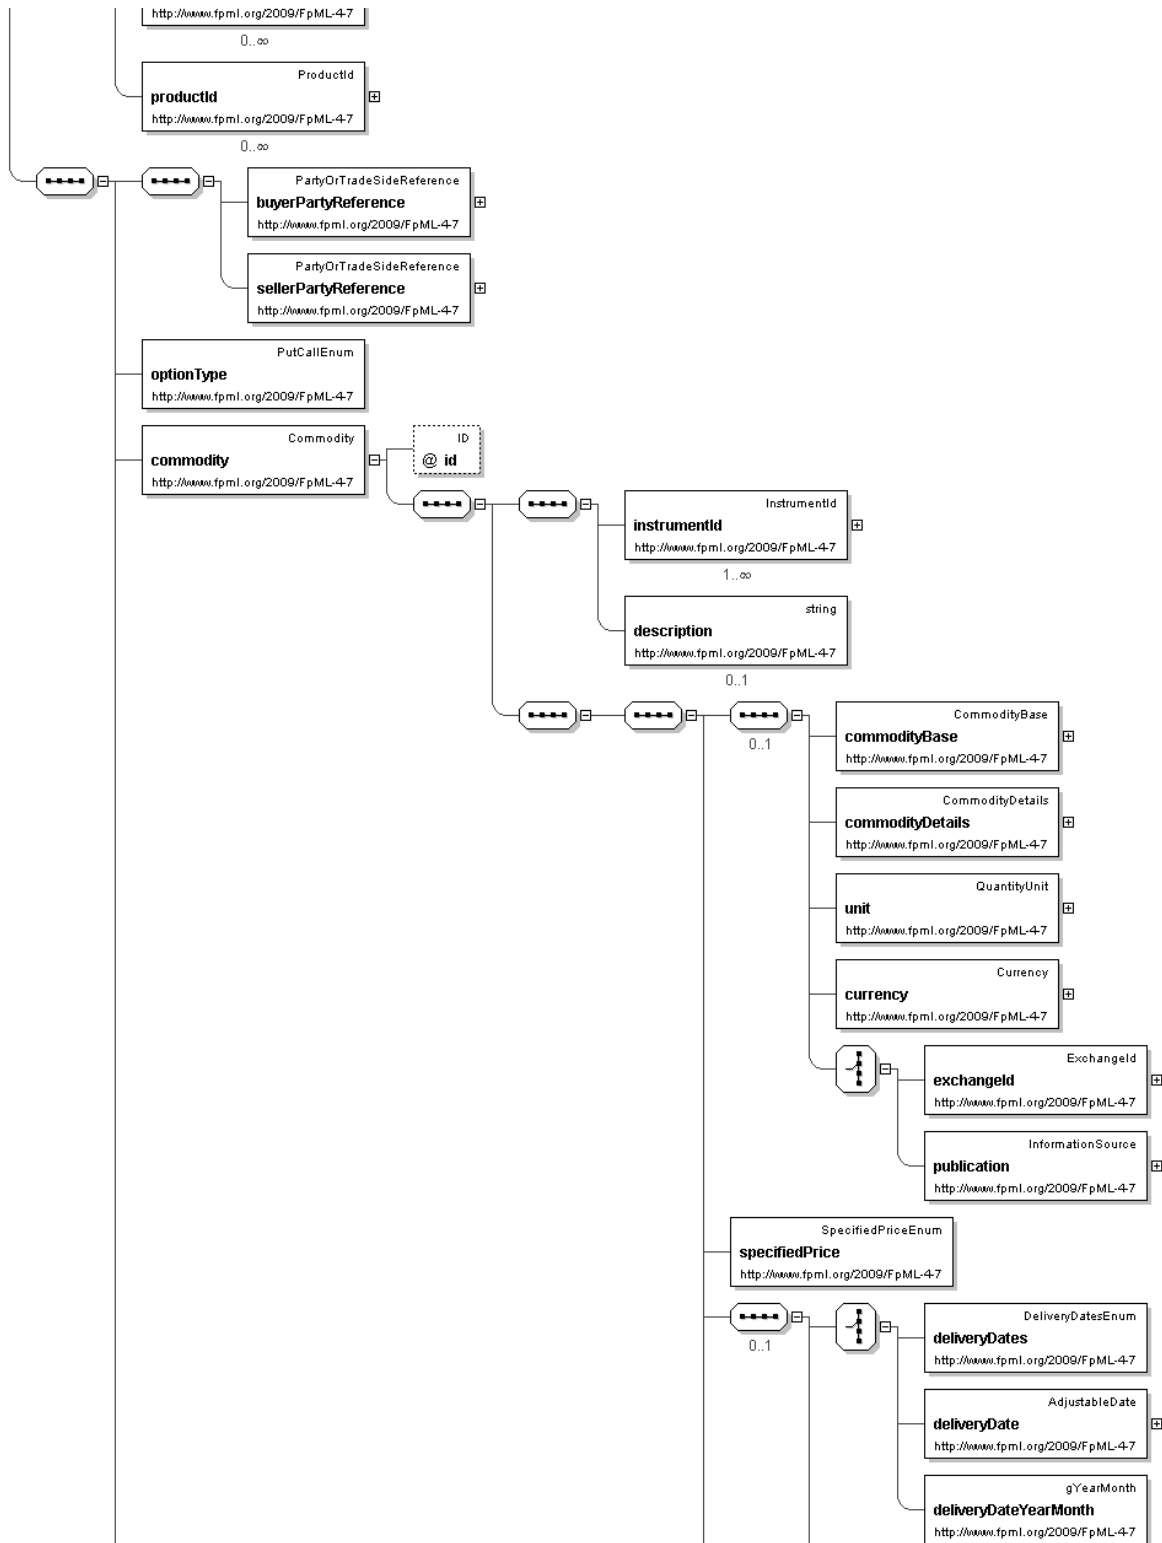 http://www.fpml.org/2009/FpML-4-7
0..∞
ProductId
productId
http://www.fpml.org/2009/FpML-4-7
0..∞
PartyOrTradeSideReference
buyerPartyReference
http://www.fpml.org/2009/FpML-4-7
PartyOrTradeSideReference
sellerPartyReference
http://www.fpml.org/2009/FpML-4-7
PutCallEnum
optionType
http://www.fpml.org/2009/FpML-4-7
Commodity
commodity
http://www.fpml.org/2009/FpML-4-7
ID
@ id
InstrumentId
instrumentId
http://www.fpml.org/2009/FpML-4-7
1..∞
string
description
http://www.fpml.org/2009/FpML-4-7
0..1
0..1
CommodityBase
commodityBase
http://www.fpml.org/2009/FpML-4-7
CommodityDetails
commodityDetails
http://www.fpml.org/2009/FpML-4-7
QuantityUnit
unit
http://www.fpml.org/2009/FpML-4-7
Currency
currency
http://www.fpml.org/2009/FpML-4-7
ExchangeId
exchangeId
http://www.fpml.org/2009/FpML-4-7
InformationSource
publication
http://www.fpml.org/2009/FpML-4-7
SpecifiedPriceEnum
specifiedPrice
http://www.fpml.org/2009/FpML-4-7
0..1
DeliveryDatesEnum
deliveryDates
http://www.fpml.org/2009/FpML-4-7
AdjustableDate
deliveryDate
http://www.fpml.org/2009/FpML-4-7
gYearMonth
deliveryDateYearMonth
http://www.fpml.org/2009/FpML-4-7